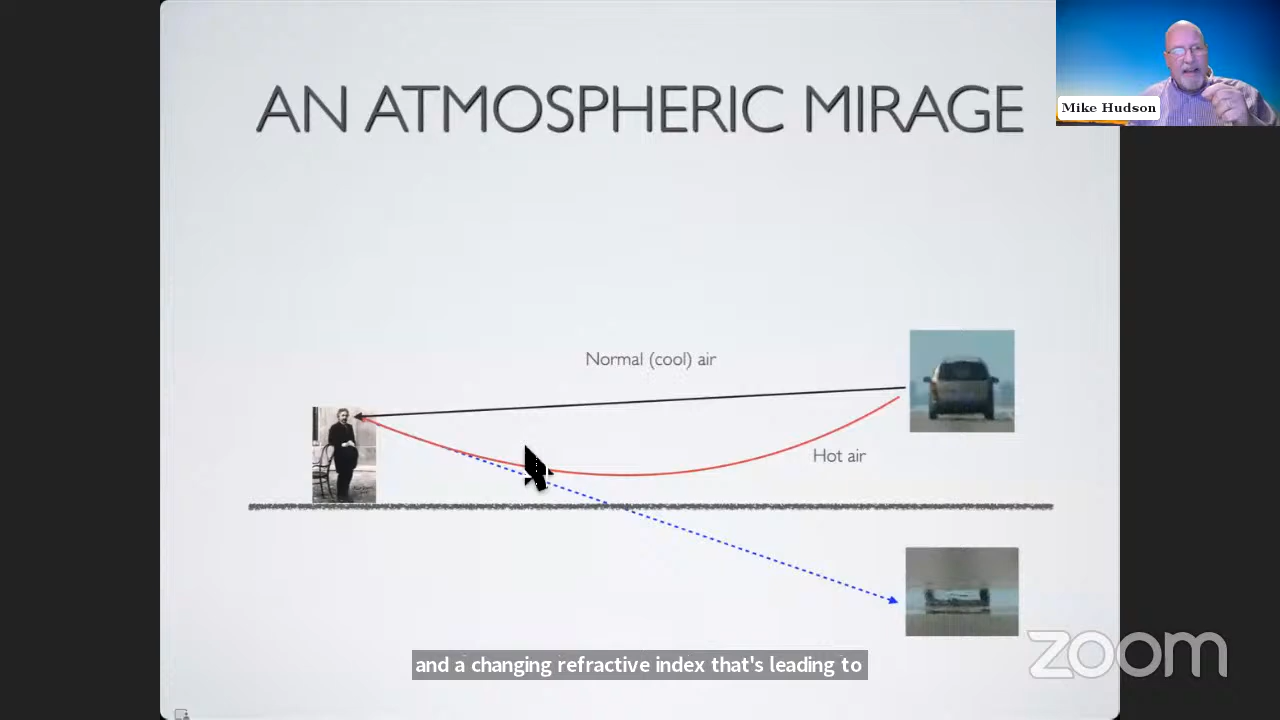 AN ATMOSPHERIC MIRAGE
Mike Hudson
Normal (cool) air
Hot air
and a changing refractive index that's leading to
zoom